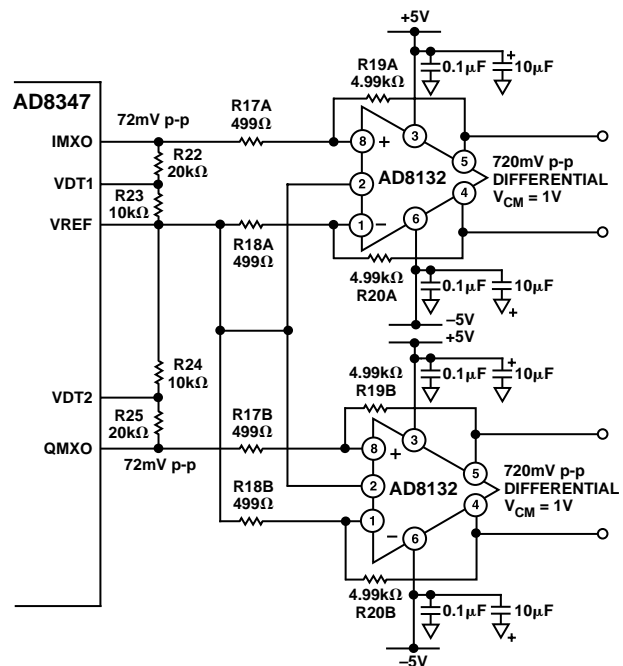 +5V
R19A
4.99kΩ
0.1μF
+
10μF
AD8347
72mV p-p
R17A
499Ω
IMXO
R22
20kΩ
8
+
3
5
VDT1
R23
10kΩ
2
AD8132
720mV p-p
DIFFERENTIAL
VCM = 1V
4
VREF
R18A
499Ω
1
–
6
4.99kΩ
R20A
0.1μF
10μF
+
–5V
+5V
R24
10kΩ
4.99kΩ
R19B
0.1μF
+
10μF
VDT2
R25
20kΩ
R17B
499Ω
QMXO
72mV p-p
8
+
3
5
R18B
499Ω
2
AD8132
720mV p-p
DIFFERENTIAL
VCM = 1V
4
1
–
6
4.99kΩ
R20B
0.1μF
10μF
+
–5V